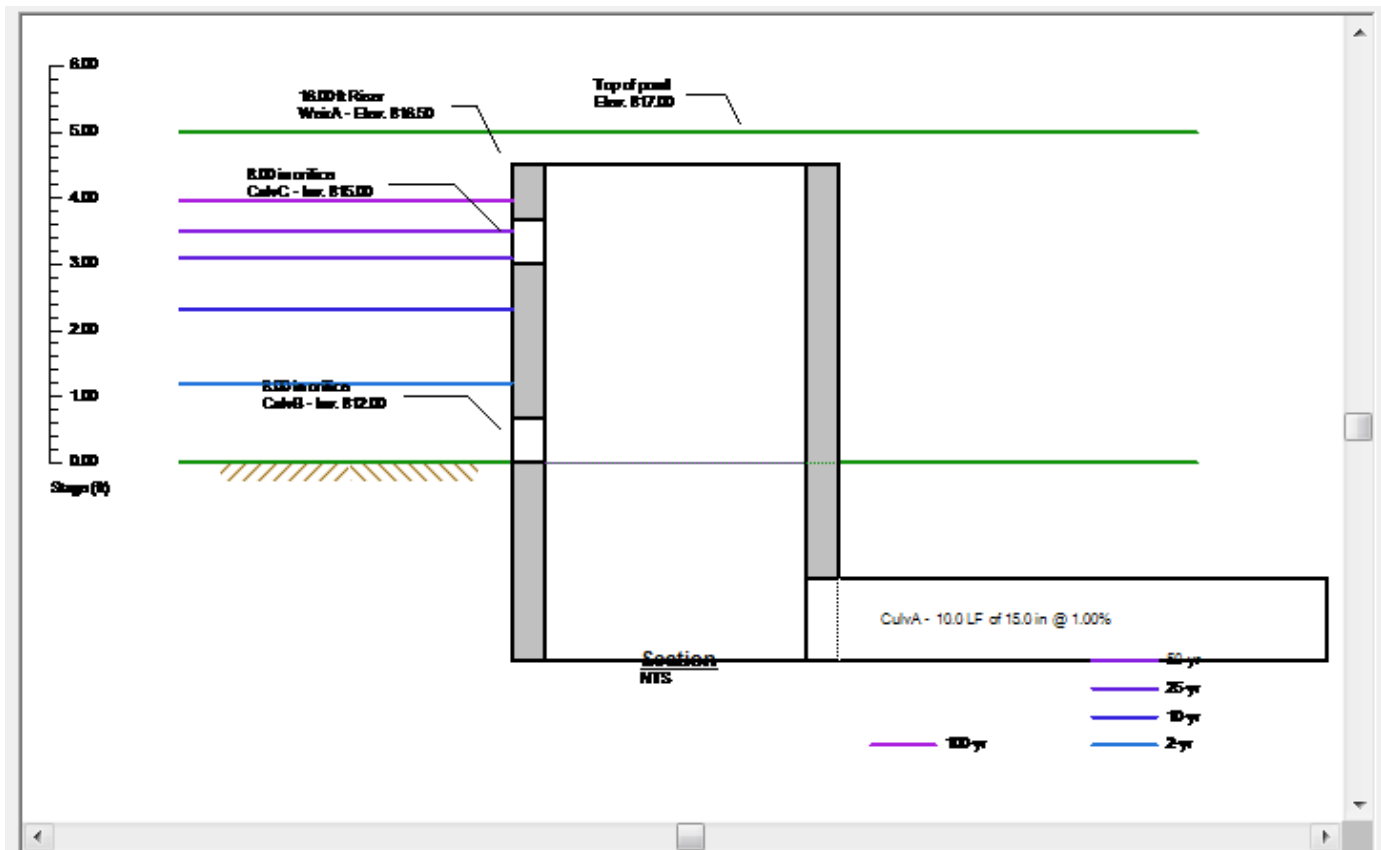 6.00
5.00
4.00
3.00
2.00
1.00
0.00
Stage (ft)
16.00 ft Riser
WeirA - Elev. 816.50
Top of pond
Elev. 817.00
8.00 in orifice
CulvC - Inv. 815.00
8.00 in orifice
CulvB - Inv. 812.00
CulvA - 10.0 LF of 15.0 in @ 1.00%
Section
NTS
50-yr
25-yr
10-yr
100-yr
2-yr